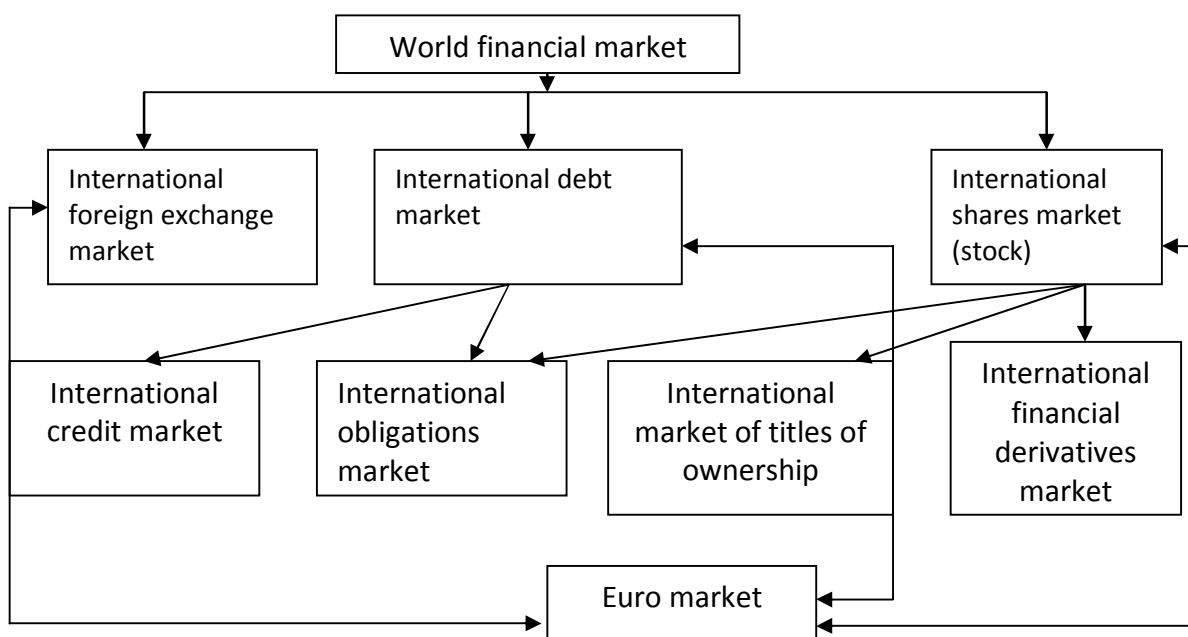 World financial market
International
foreign exchange
market
International debt
market
International
shares market
(stock)
International
credit market
International
obligations
market
International
market of titles of
ownership
International
financial
derivatives
market
Euro market